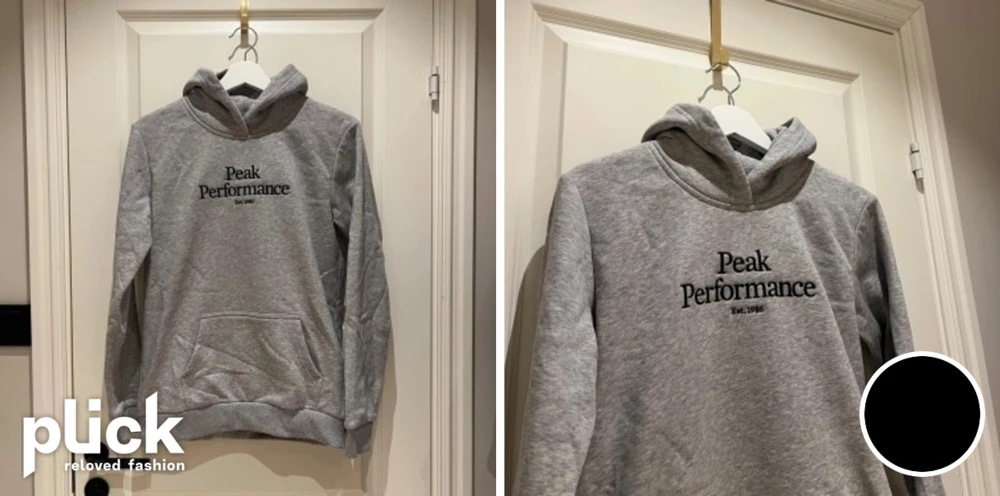 Peak
Performance
Est. 1986
plick
reloved fashion
Peak
Performance
Est. 1986